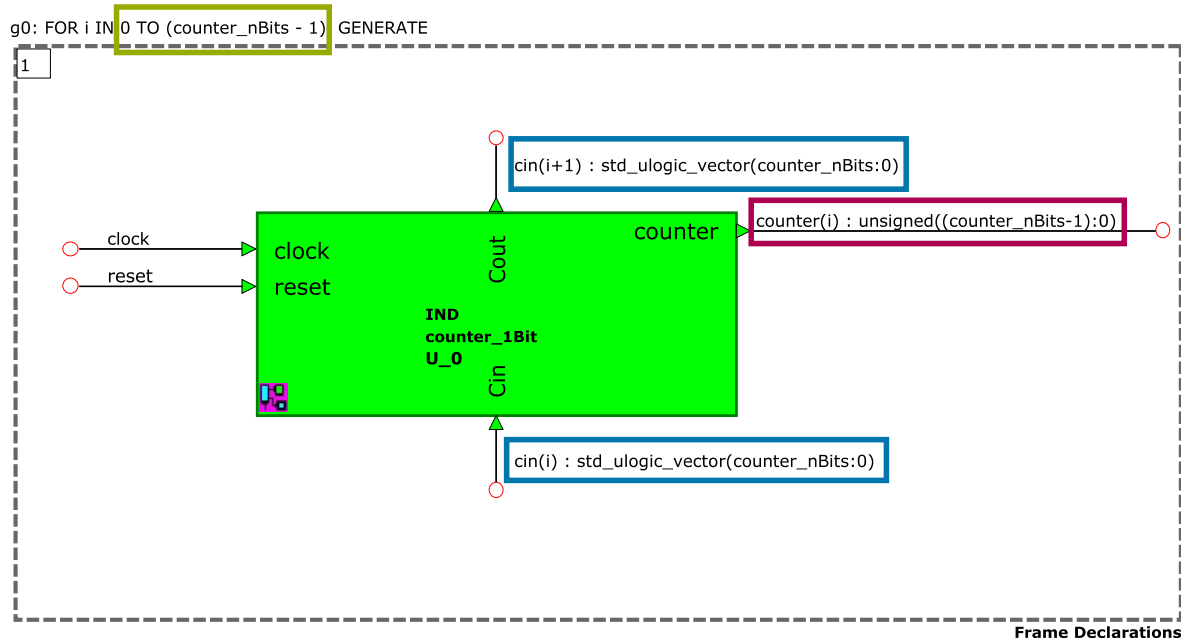 g0: FOR i IN 0 TO (counter_nBits - 1) GENERATE
1
cin(i+1) : std_ulogic_vector(counter_nBits:0)
counter(i) : unsigned((counter_nBits-1):0)
clock
reset
clock
reset
counter
Cout
IND
counter_1Bit
U_0
Cin
cin(i) : std_ulogic_vector(counter_nBits:0)
Frame Declarations